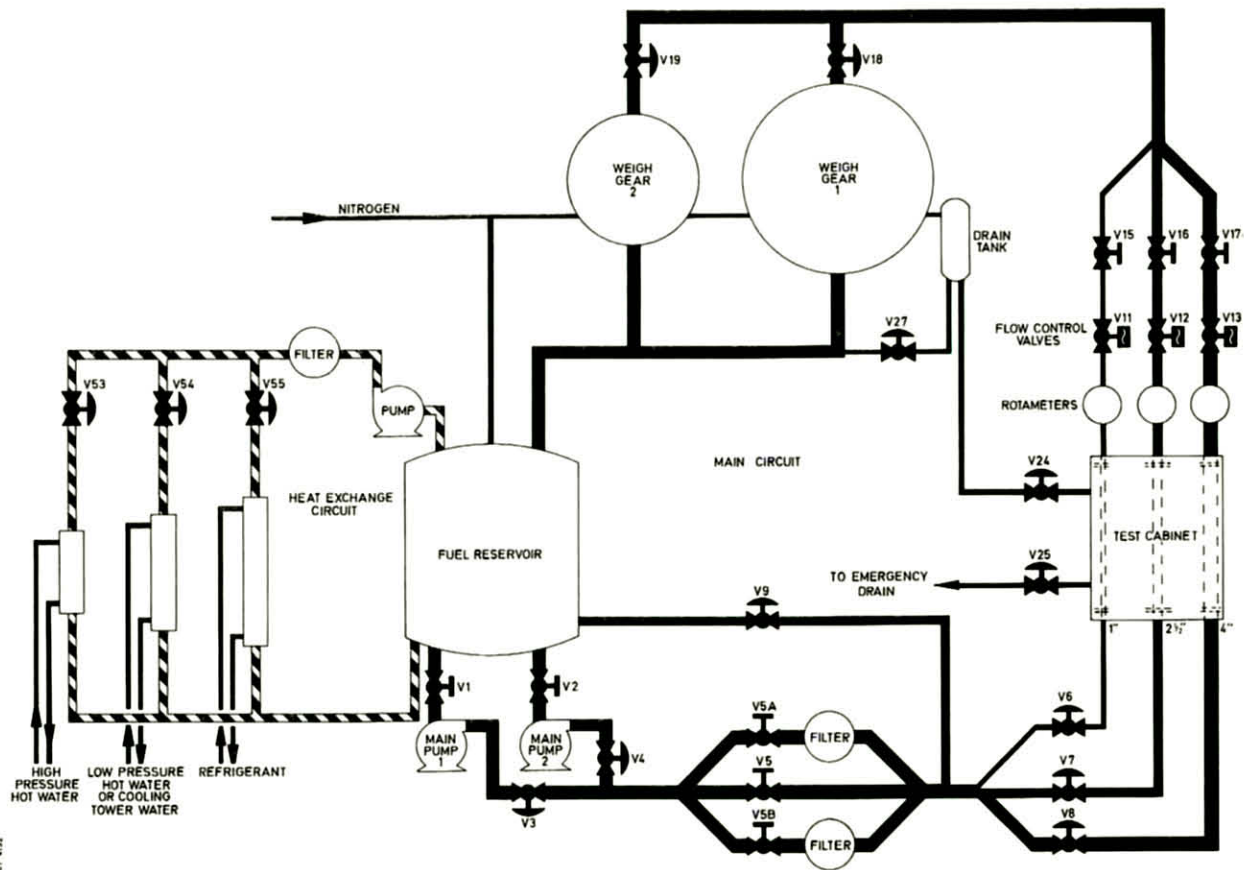 V19
V18
WEIGH
GEAR
2
WEIGH
GEAR
1
NITROGEN
DRAIN
TANK
V15
V16
V17
V27
FLOW CONTROL
VALVES
V11
V12
V13
FILTER
V53
V54
V55
PUMP
ROTAMETERS
MAIN CIRCUIT
V24
HEAT EXCHANGE
CIRCUIT
FUEL RESERVOIR
TEST CABINET
V25
TO EMERGENCY
DRAIN
V9
1"
2½"
4"
V1
V2
V6
V5A
FILTER
MAIN
PUMP
1
MAIN
PUMP
2
V4
V5
V7
HIGH
PRESSURE
HOT WATER
LOW PRESSURE
HOT WATER
OR COOLING
TOWER WATER
REFRIGERANT
V3
V5B
FILTER
V8